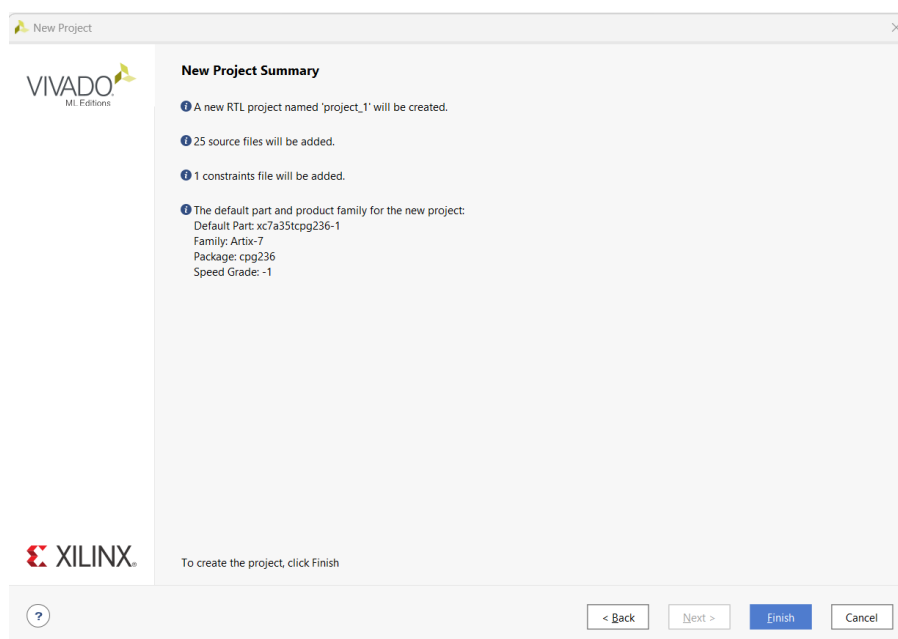 New Project
VIVADO
ML Editions
New Project Summary
A new RTL project named 'project_1' will be created.
25 source files will be added.
1 constraints file will be added.
The default part and product family for the new project:
Default Part: xc7a35tcpg236-1
Family: Artix-7
Package: cpg236
Speed Grade: -1
XILINX
To create the project, click Finish
?
< Back
Next >
Finish
Cancel